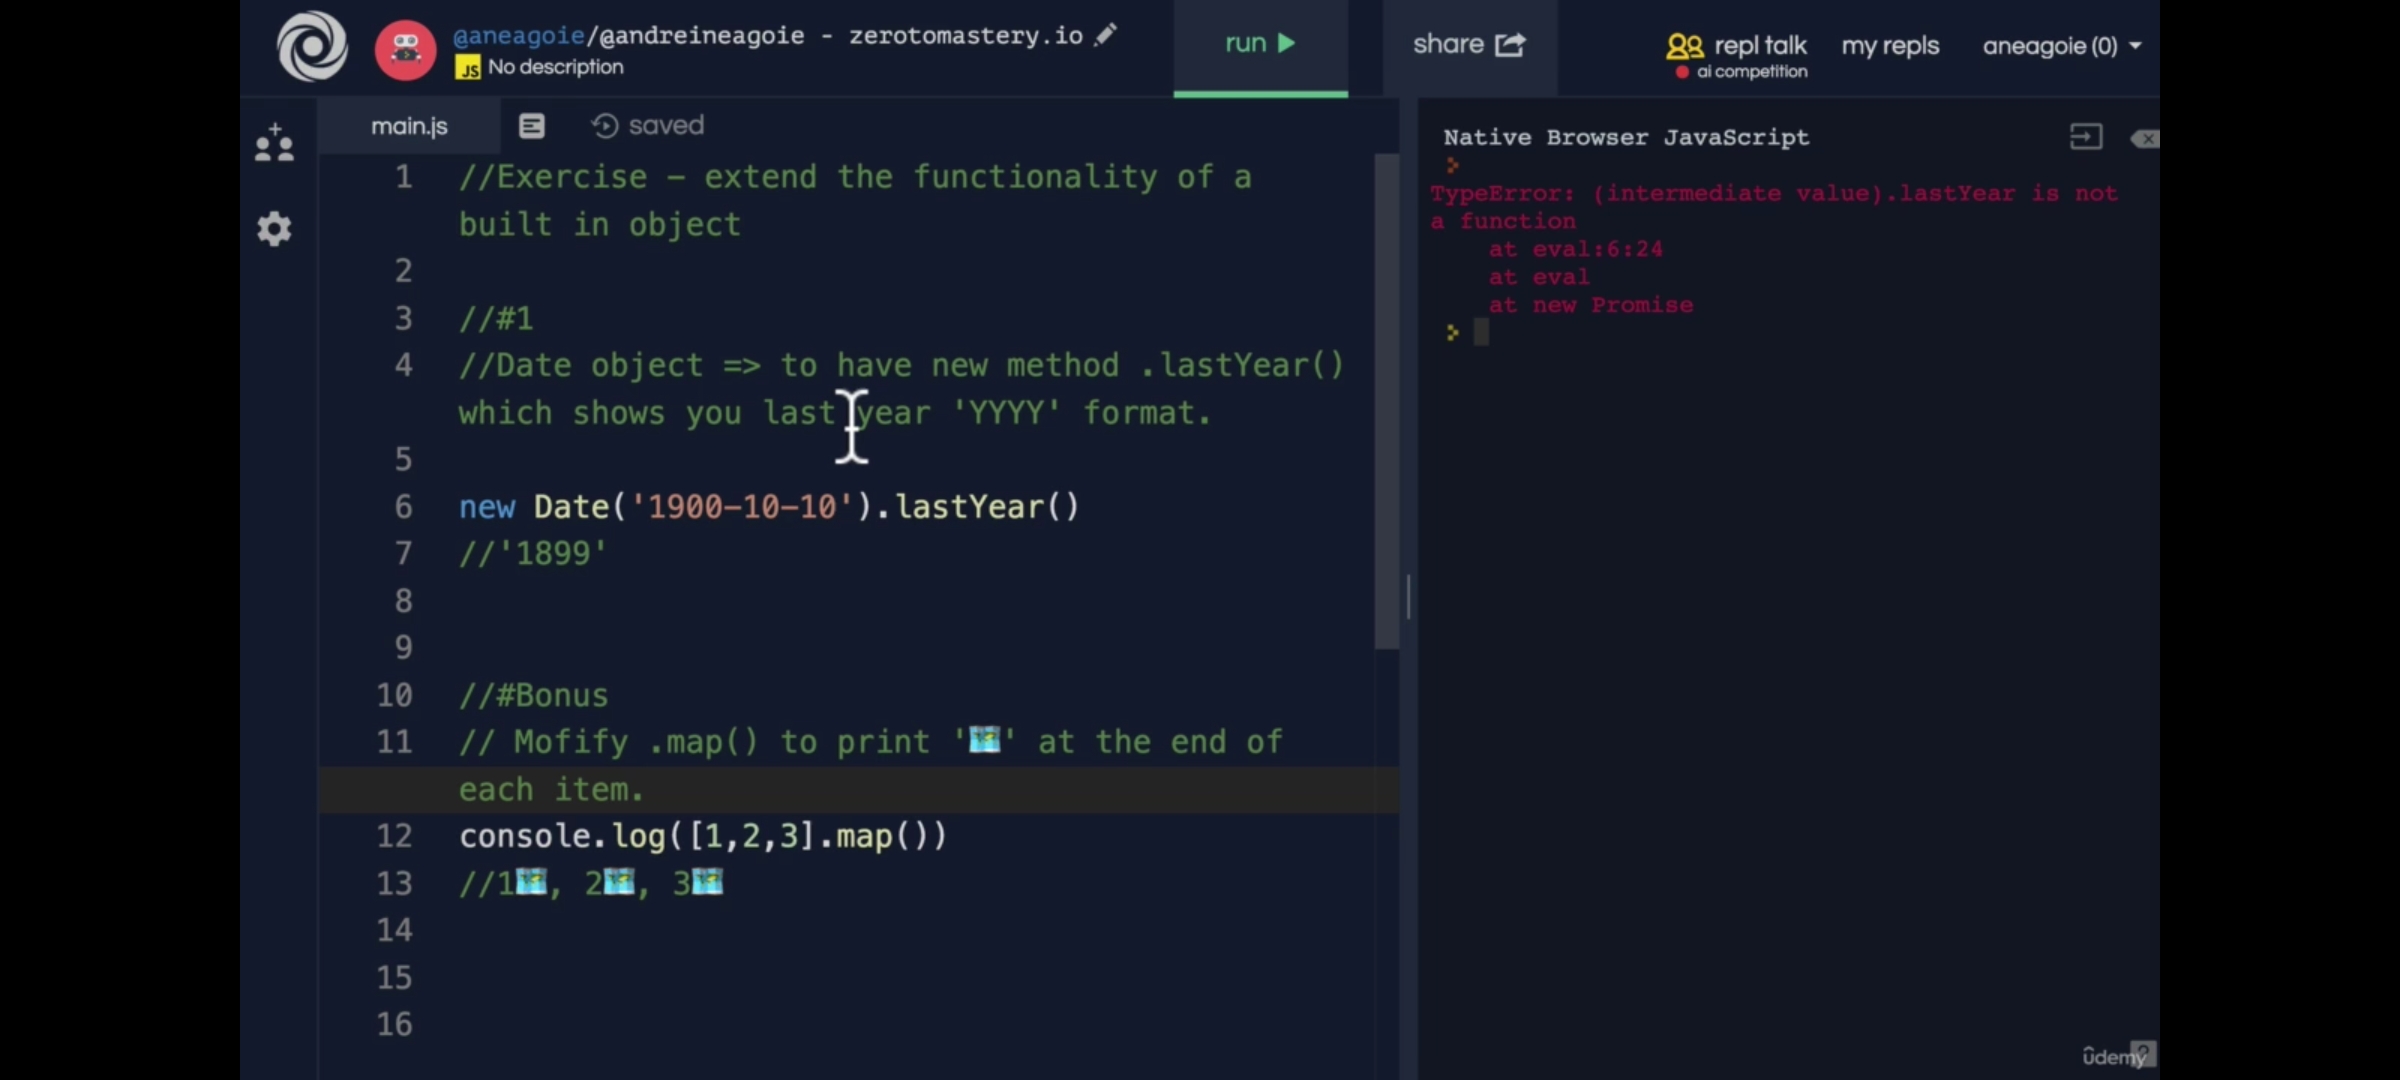 @aneagoie/@andreineagoie - zerotomastery.io
JS No description
run
share
repl talk
ai competition
my repls
aneagoie (0)
main.js
saved
1 //Exercise – extend the functionality of a
built in object
2
3 //#1
4 //Date object => to have new method .lastYear()
which shows you last year 'YYYY' format.
5
6 new Date('1900-10-10').lastYear()
7 //'1899'
8
9
10 //#Bonus
11 // Mofify .map() to print '🗺' at the end of
each item.
12 console.log([1,2,3].map())
13 //1🗺, 2🗺, 3🗺
14
15
16
Native Browser JavaScript
TypeError: (intermediate value).lastYear is not
a function
at eval:6:24
at eval
at new Promise
ûdemy
?